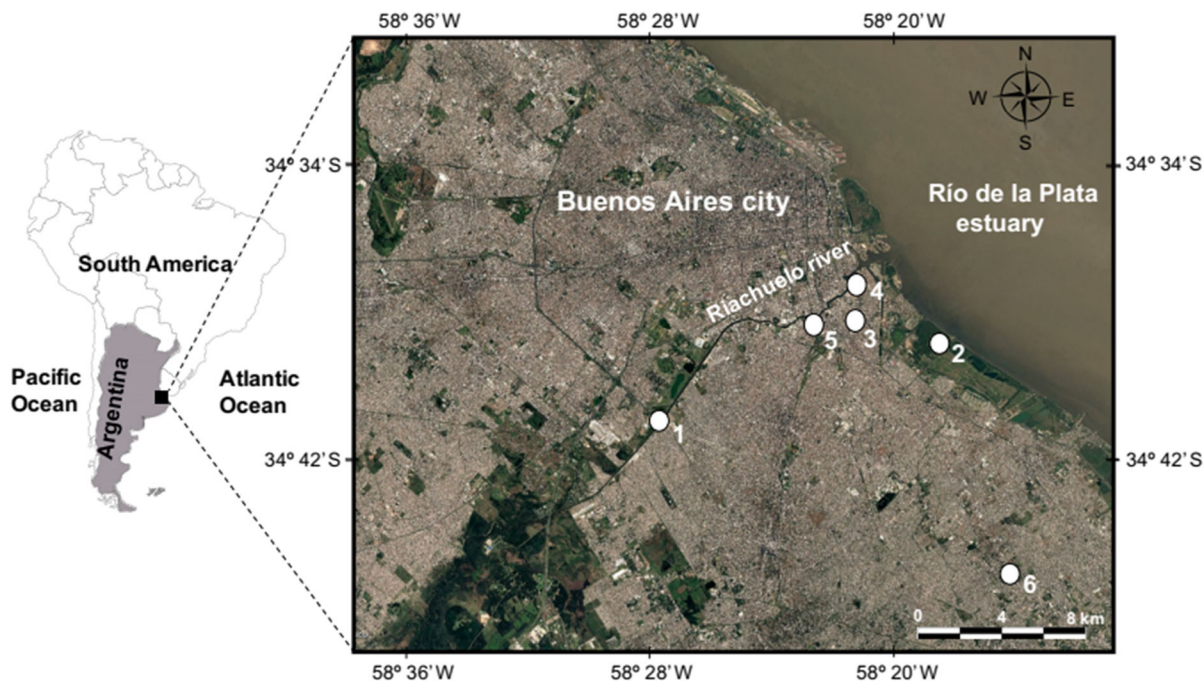 58° 36' W
58° 28' W
58° 20' W
N
W
E
S
34° 34' S
34° 34' S
Buenos Aires city
Río de la Plata
estuary
South America
Riachuelo river
4
3
5
2
Pacific
Ocean
Argentina
Atlantic
Ocean
1
34° 42' S
34° 42' S
6
0
4
8 km
58° 36' W
58° 28' W
58° 20' W